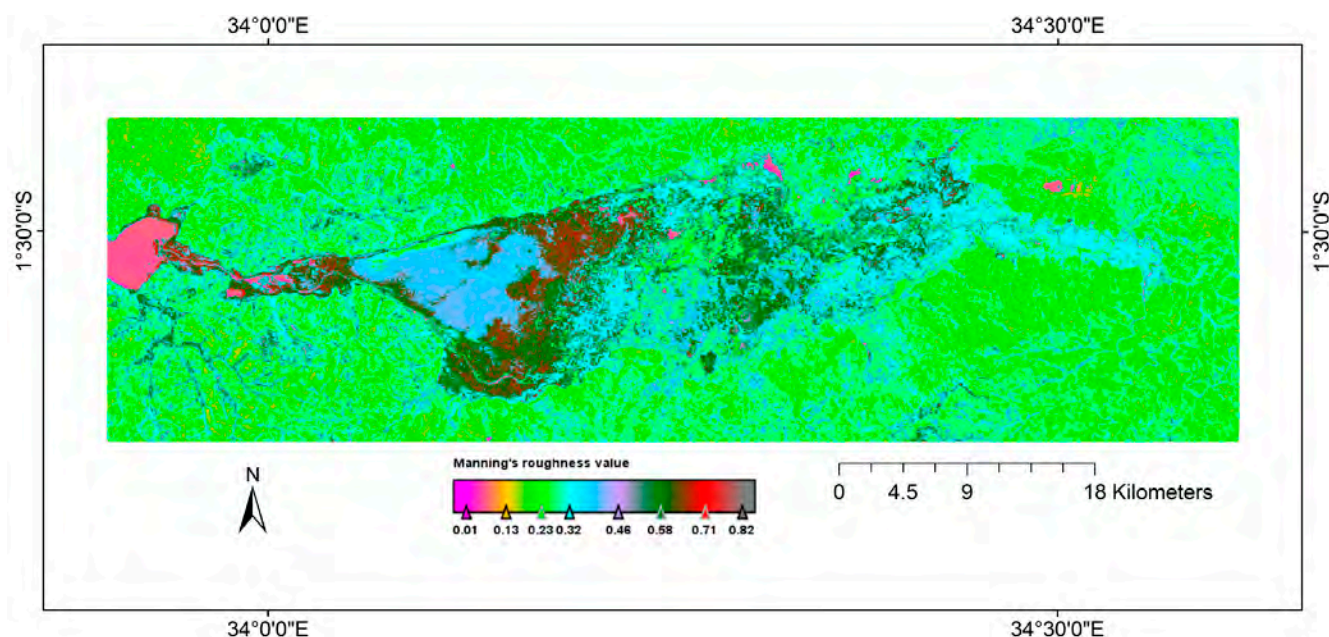 34°0'0"E 34°30'0"E
1°30'0"S 1°30'0"S
N
Manning's roughness value
0.01 0.13 0.23 0.32 0.46 0.58 0.71 0.82
0 4.5 9 18 Kilometers
34°0'0"E 34°30'0"E